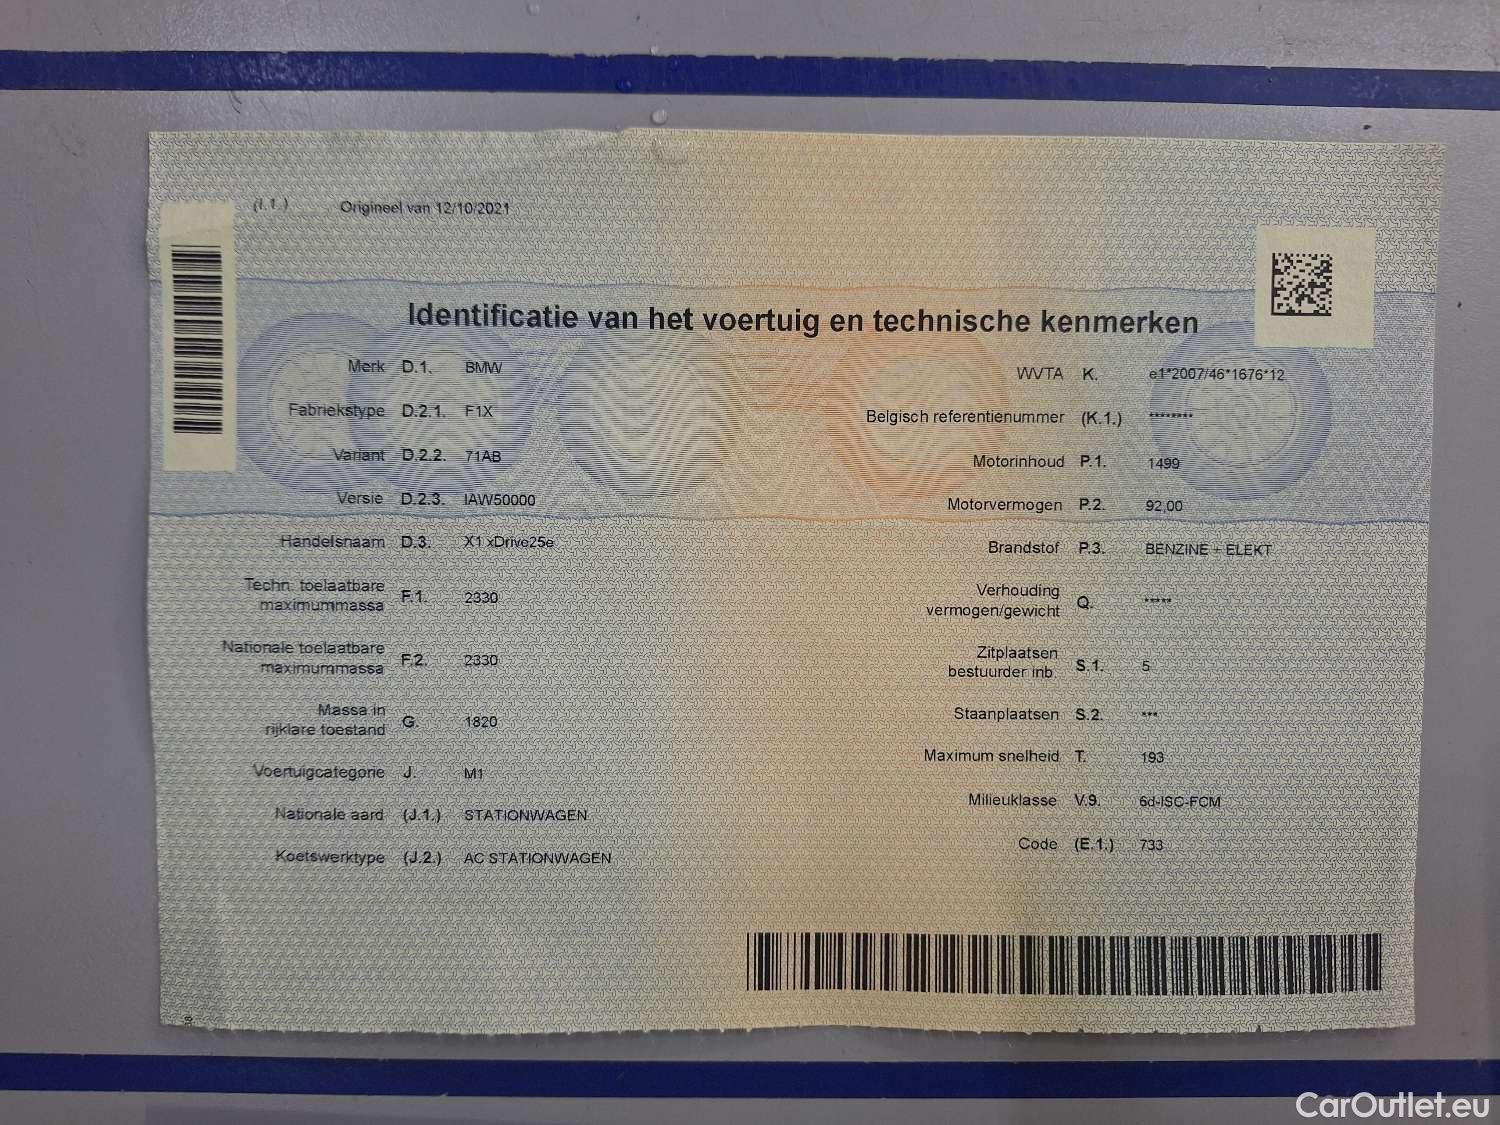 (I.1.) Origineel van 12/10/2021
Identificatie van het voertuig en technische kenmerken
Merk D.1. BMW
Fabriekstype D.2.1. F1X
Variant D.2.2. 71AB
Versie D.2.3. IAW50000
Handelsnaam D.3. X1 xDrive25e
Techn. toelaatbare
maximummassa F.1. 2330
Nationale toelaatbare
maximummassa F.2. 2330
Massa in
rijklare toestand G. 1820
Voertuigcategorie J. M1
Nationale aard (J.1.) STATIONWAGEN
Koetswerktype (J.2.) AC STATIONWAGEN
WVTA K. e1*2007/46*1676*12
Belgisch referentienummer (K.1.) ********
Motorinhoud P.1. 1499
Motorvermogen P.2. 92,00
Brandstof P.3. BENZINE + ELEKT
Verhouding
vermogen/gewicht Q. *****
Zitplaatsen
bestuurder inb. S.1. 5
Staanplaatsen S.2. ***
Maximum snelheid T. 193
Milieuklasse V.9. 6d-ISC-FCM
Code (E.1.) 733
CarOutlet.eu